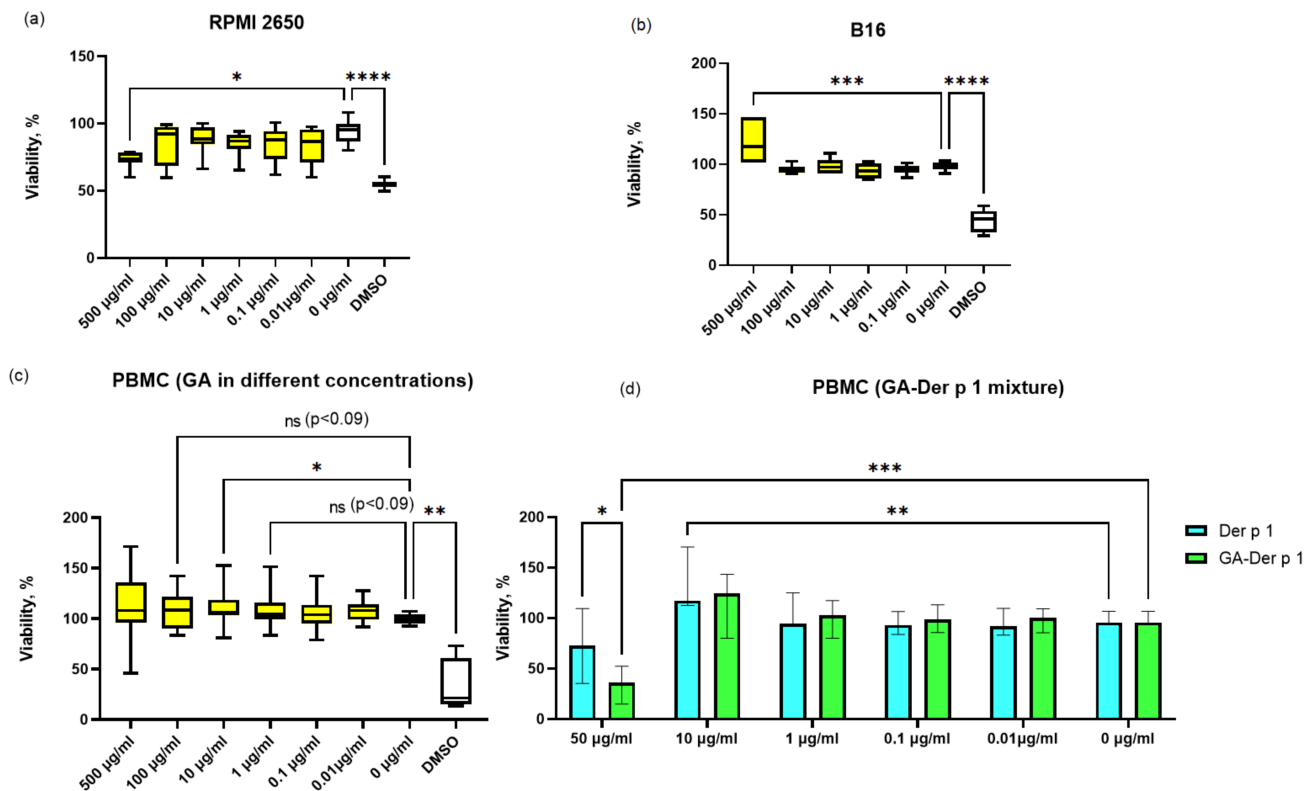 (a)
RPMI 2650
Viability, %
150
100
50
0
*
****
500 µg/ml
100 µg/ml
10 µg/ml
1 µg/ml
0.1 µg/ml
0.01µg/ml
0 µg/ml
DMSO
(b)
B16
Viability, %
200
150
100
50
0
***
****
500 µg/ml
100 µg/ml
10 µg/ml
1 µg/ml
0.1 µg/ml
0 µg/ml
DMSO
(c)
PBMC (GA in different concentrations)
ns (p<0.09)
*
ns (p<0.09)
**
Viability, %
200
150
100
50
0
500 µg/ml
100 µg/ml
10 µg/ml
1 µg/ml
0.1 µg/ml
0.01µg/ml
0 µg/ml
DMSO
(d)
PBMC (GA-Der p 1 mixture)
***
*
**
Viability, %
200
150
100
50
0
50 µg/ml
10 µg/ml
1 µg/ml
0.1 µg/ml
0.01µg/ml
0 µg/ml
Der p 1
GA-Der p 1